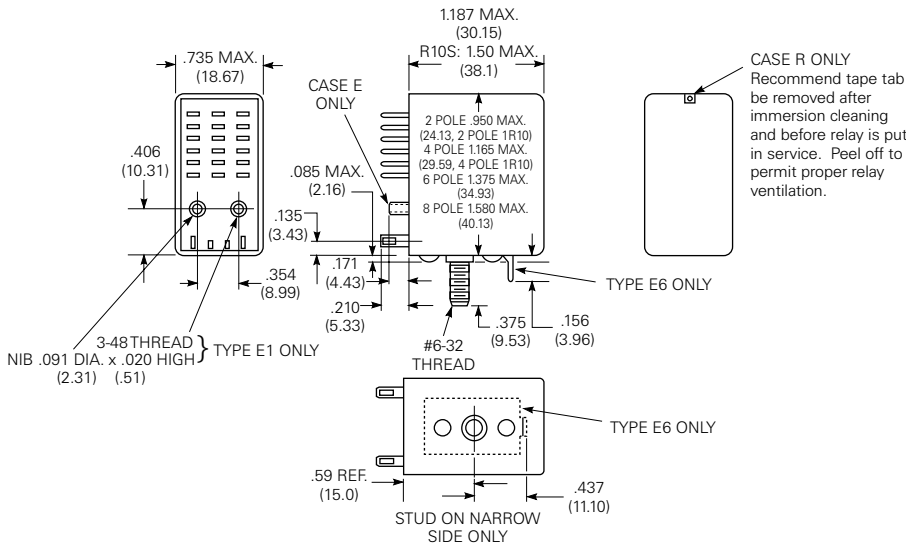 1.187 MAX.
(30.15)
R10S: 1.50 MAX.
(38.1)
.735 MAX.
(18.67)
CASE E
ONLY
CASE R ONLY
Recommend tape tab
be removed after
immersion cleaning
and before relay is put
in service. Peel off to
permit proper relay
ventilation.
2 POLE .950 MAX.
(24.13, 2 POLE 1R10)
4 POLE 1.165 MAX.
(29.59, 4 POLE 1R10)
6 POLE 1.375 MAX.
(34.93)
8 POLE 1.580 MAX.
(40.13)
.406
(10.31)
.085 MAX.
(2.16)
.135
(3.43)
.354
(8.99)
.171
(4.43)
.210
(5.33)
TYPE E6 ONLY
.375
(9.53)
.156
(3.96)
#6-32
THREAD
3-48 THREAD
NIB .091 DIA. x .020 HIGH } TYPE E1 ONLY
(2.31) (.51)
TYPE E6 ONLY
.59 REF.
(15.0)
.437
(11.10)
STUD ON NARROW
SIDE ONLY